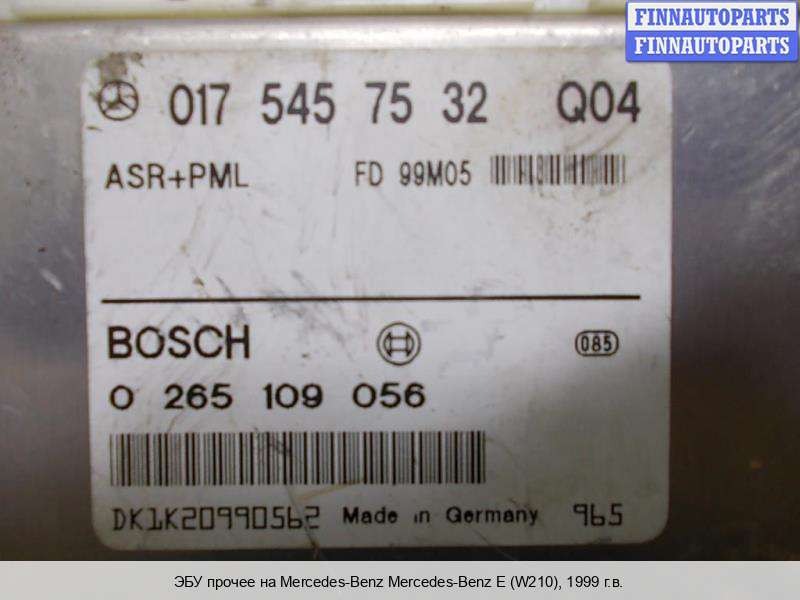 FINNAUTOPARTS
FINNAUTOPARTS
017 545 75 32 Q04
ASR+PML FD 99M05
BOSCH
085
0 265 109 056
DK1K20990562 Made in Germany 965
ЭБУ прочее на Mercedes-Benz Mercedes-Benz E (W210), 1999 г.в.